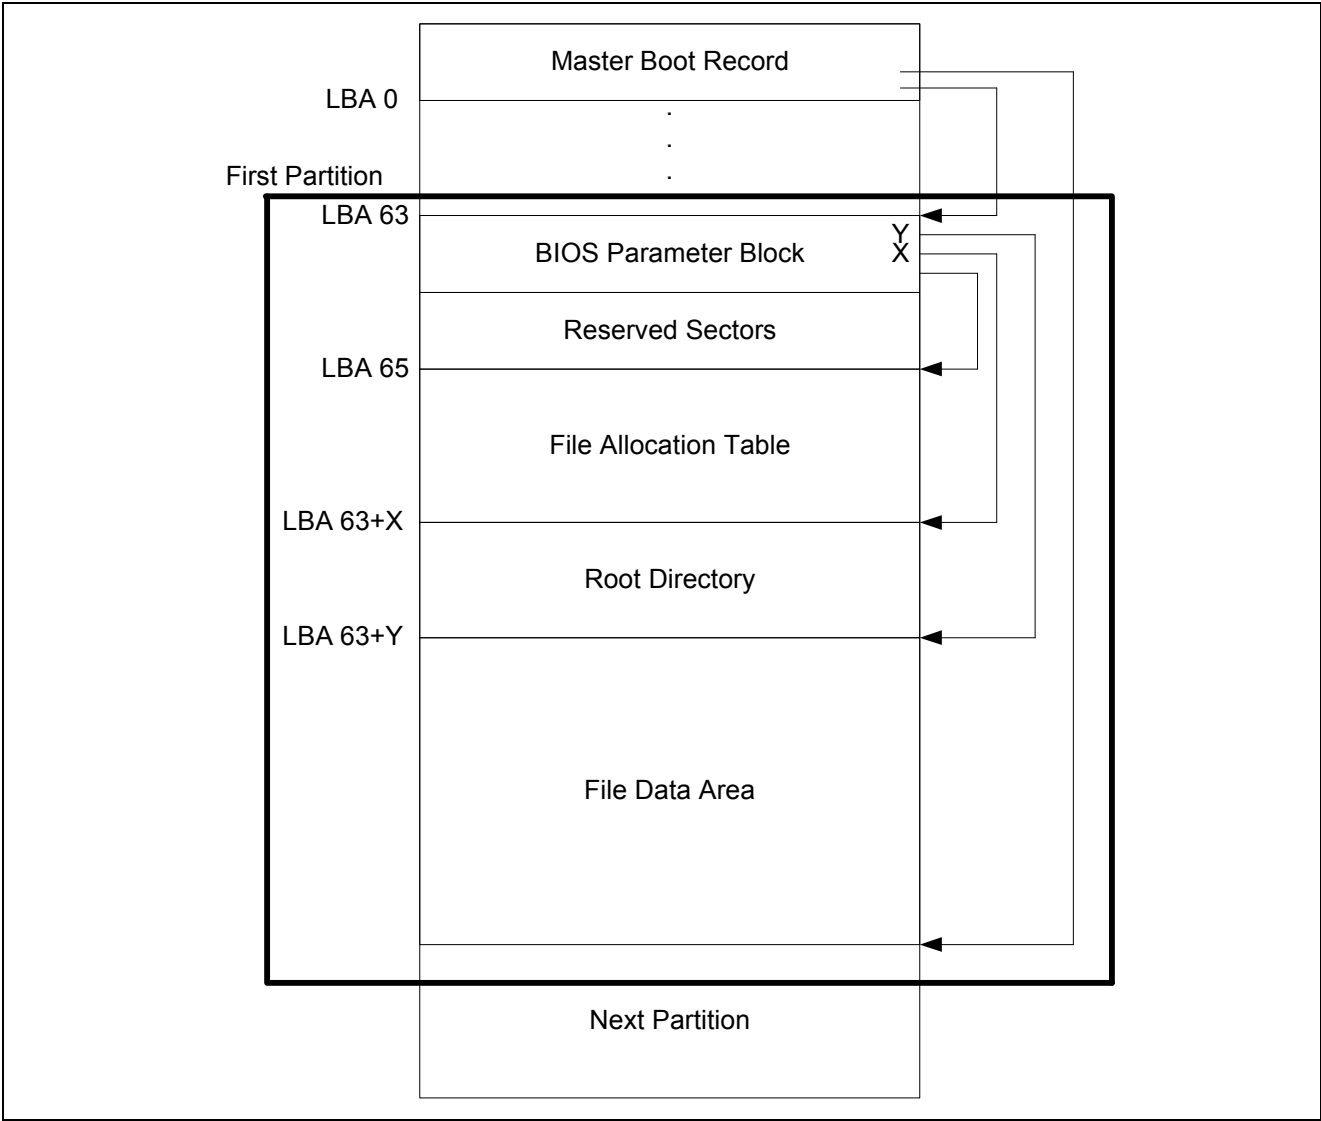 Master Boot Record
LBA 0
.
.
.
First Partition
LBA 63
Y
BIOS Parameter Block X
Reserved Sectors
LBA 65
File Allocation Table
LBA 63+X
Root Directory
LBA 63+Y
File Data Area
Next Partition